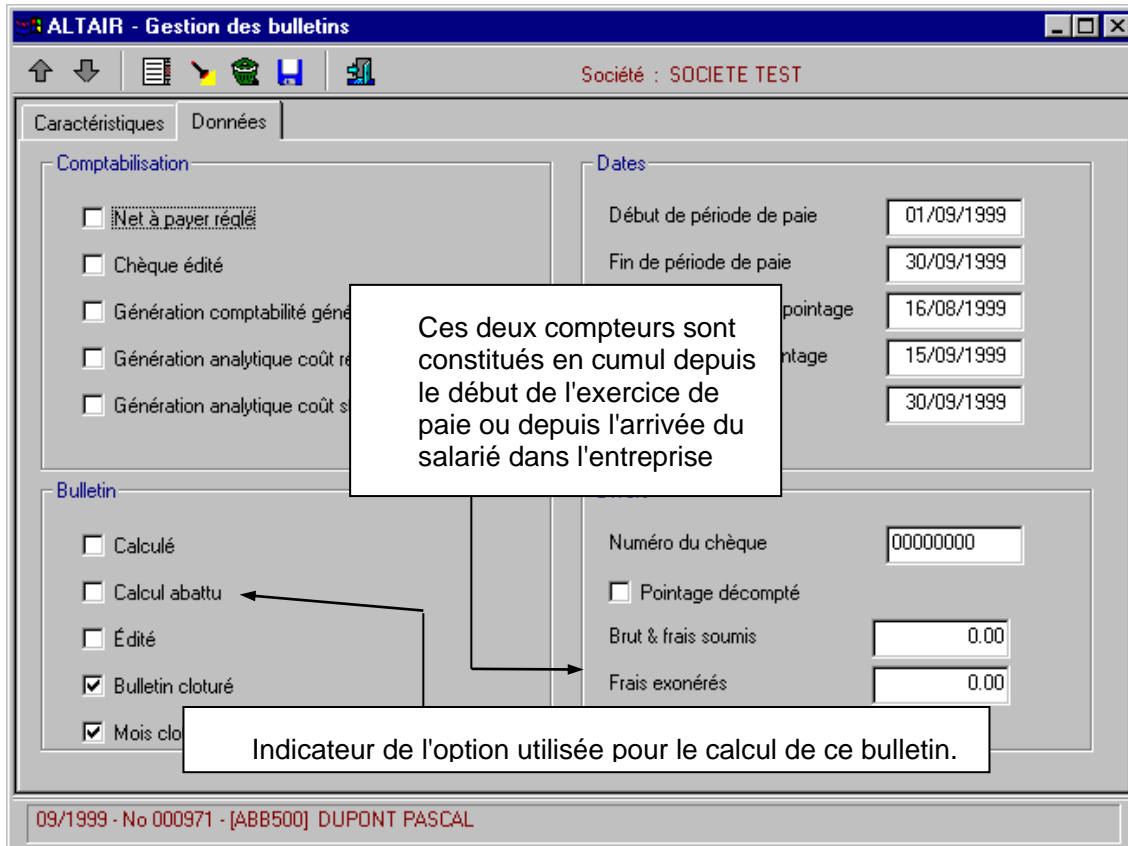 ALTAIR - Gestion des bulletins
Société : SOCIETE TEST
Caractéristiques
Données
Comptabilisation
Net à payer réglé
Chèque édité
Génération comptabilité géné
Génération analytique coût
Génération analytique coût
Dates
Début de période de paie 01/09/1999
Fin de période de paie 30/09/1999
pointage 16/08/1999
15/09/1999
30/09/1999
Ces deux compteurs sont
constitués en cumul depuis
le début de l'exercice de
paie ou depuis l'arrivée du
salarié dans l'entreprise
Bulletin
Calculé
Calcul abattu
Édité
Bulletin cloturé
Mois clo
Numéro du chèque 00000000
Pointage décompté
Brut & frais soumis 0.00
Frais exonérés 0.00
Indicateur de l'option utilisée pour le calcul de ce bulletin.
09/1999 - No 000971 - [ABB500] DUPONT PASCAL